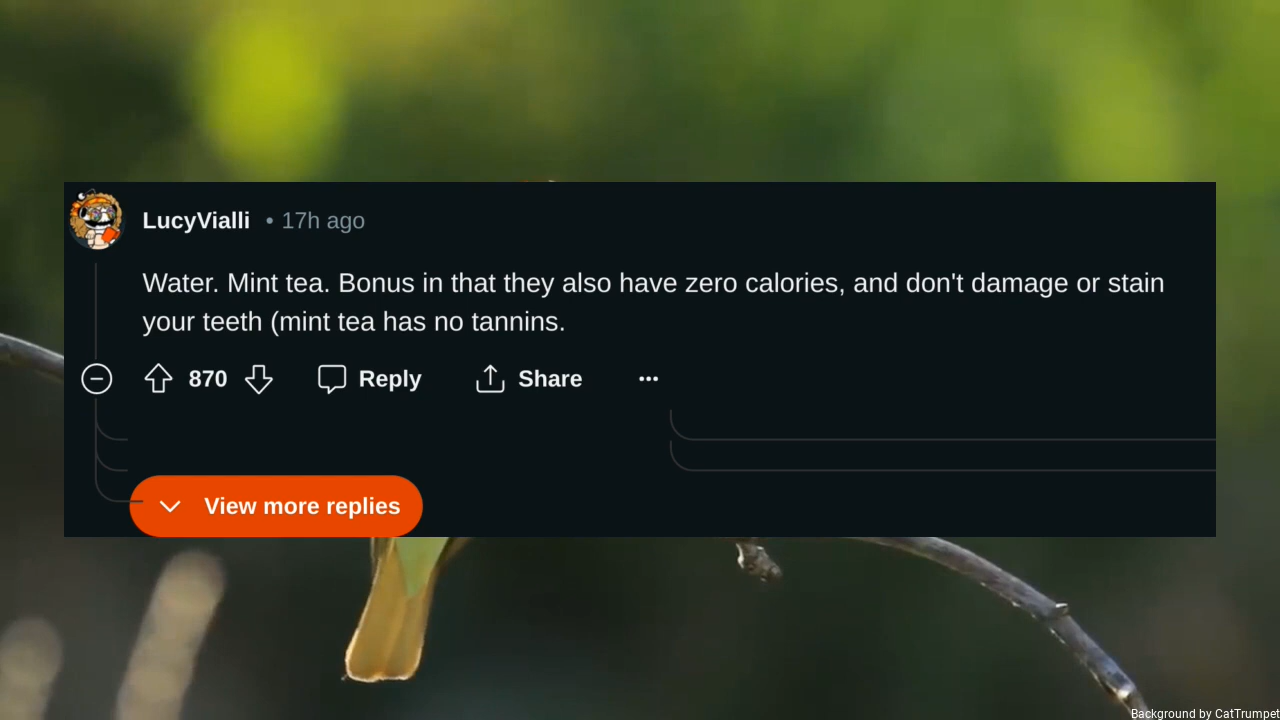 LucyVialli • 17h ago
Water. Mint tea. Bonus in that they also have zero calories, and don't damage or stain
your teeth (mint tea has no tannins.
870 Reply Share ...
View more replies
Background by CatTrumpet